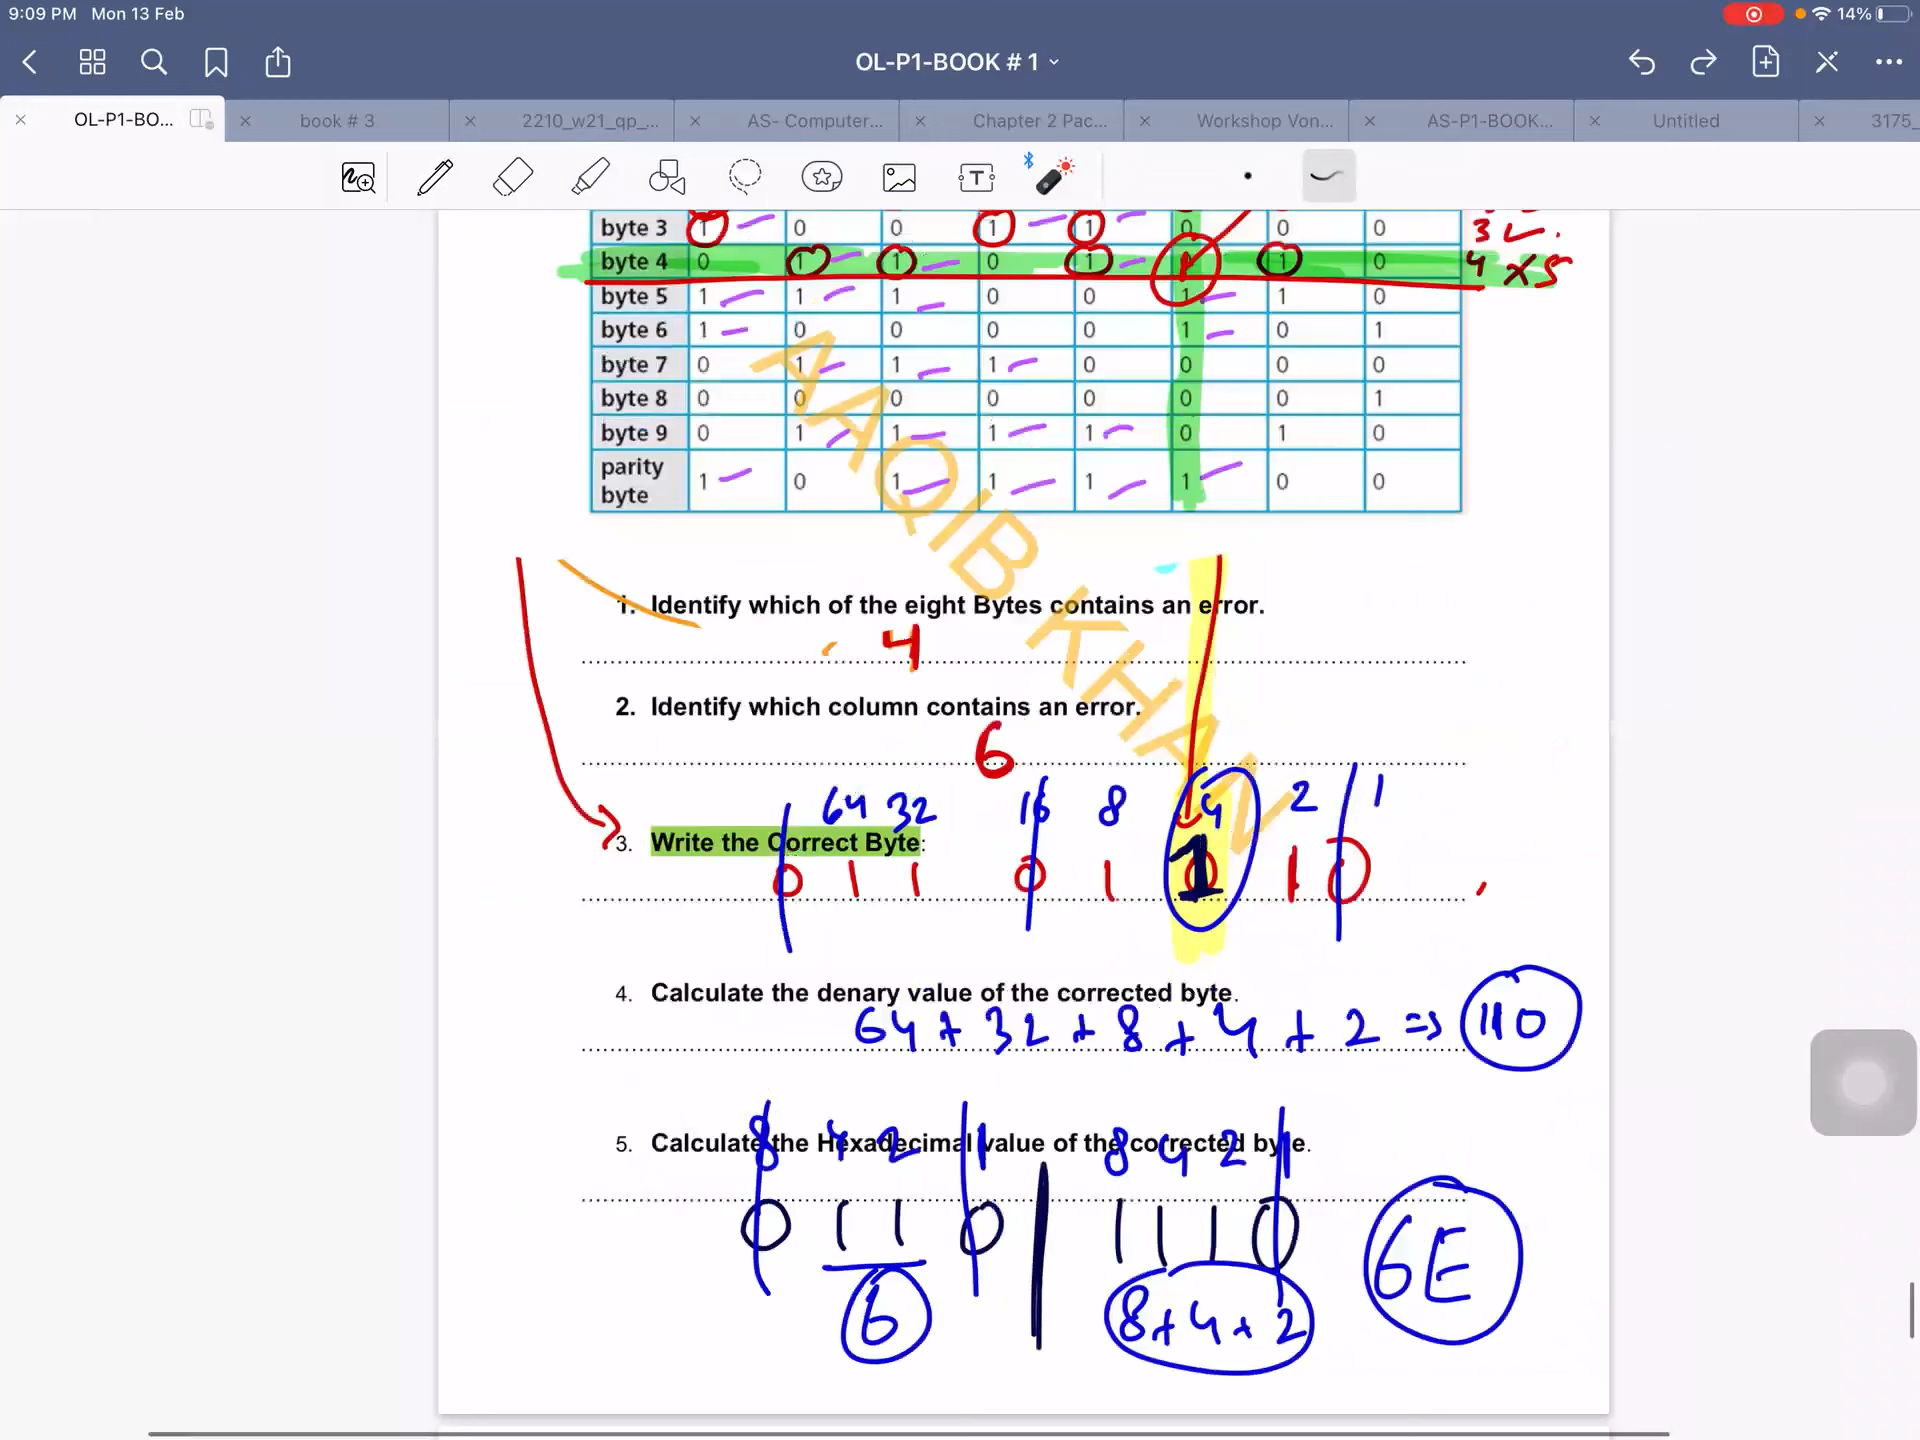 9:09 PM Mon 13 Feb 14%
OL-P1-BOOK # 1
OL-P1-BO... book # 3 2210_w21_qp_... AS- Computer... Chapter 2 Pac... Workshop Von... AS-P1-BOOK... Untitled 3175_
byte 3 1 0 0 1 1 0 0 0 3
byte 4 0 1 1 0 1 1 0 4 X 5
byte 5 1 1 1 0 0 1 1 0
byte 6 1 0 0 0 0 1 0 1
byte 7 0 1 1 1 0 0 0 0
byte 8 0 0 0 0 0 0 0 1
byte 9 0 1 1 1 1 0 1 0
parity byte 1 0 1 1 1 1 0 0
AAQIB KHAN
1. Identify which of the eight Bytes contains an error.
4
2. Identify which column contains an error.
6
64 32 16 8 4 2 1
3. Write the Correct Byte:
0 1 1 0 1 1 1 0
4. Calculate the denary value of the corrected byte.
64 + 32 + 8 + 4 + 2 => 110
5. Calculate the Hexadecimal value of the corrected byte.
8 4 2 1 8 4 2 1
0 1 1 0 1 1 1 0
6 8+4+2 6E